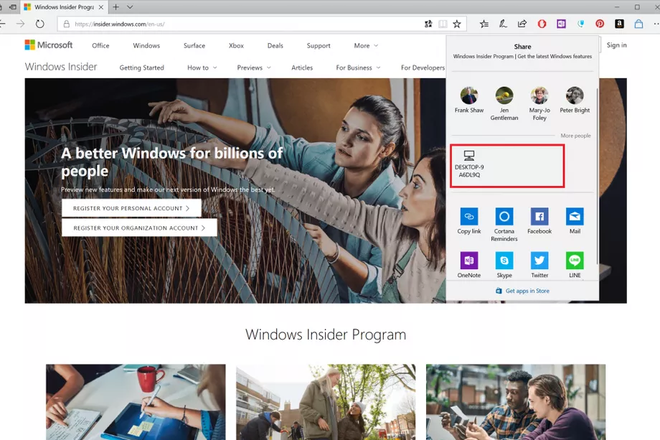 Windows Insider Progra
https://insider.windows.com/en-us/
Microsoft Office Windows Surface Xbox Deals Support More Sign in
Windows Insider Getting Started How to Previews Articles For Business For Developers
A better Windows for billions of
people
Preview new features and make our next version of Windows the best yet.
REGISTER YOUR PERSONAL ACCOUNT
REGISTER YOUR ORGANIZATION ACCOUNT
Share
Windows Insider Program | Get the latest Windows features
Frank Shaw Jen Mary-Jo Peter Bright
Gentleman Foley
More people
DESKTOP-9
A6DL9Q
Copy link Cortana Facebook Mail
Reminders
OneNote Skype Twitter LINE
Get apps in Store
Windows Insider Program